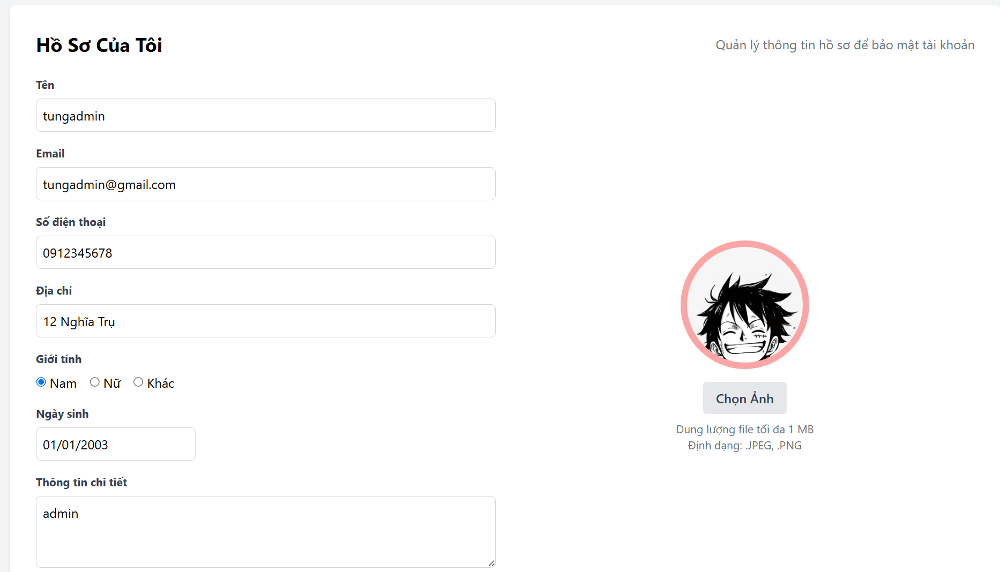 Hồ Sơ Của Tôi
Quản lý thông tin hồ sơ để bảo mật tài khoản
Tên
tungadmin
Email
tungadmin@gmail.com
Số điện thoại
0912345678
Địa chỉ
12 Nghĩa Trụ
Giới tính
Nam Nữ Khác
Ngày sinh
01/01/2003
Thông tin chi tiết
admin
Chọn Ảnh
Dung lượng file tối đa 1 MB
Định dạng: .JPEG, .PNG